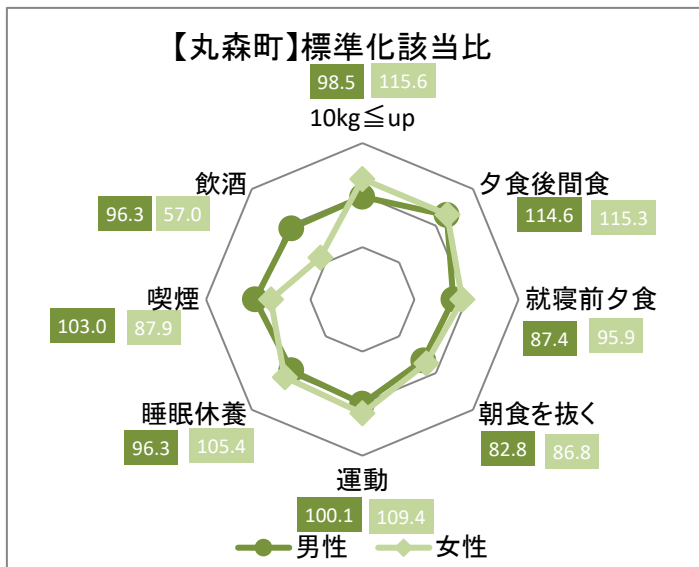 【丸森町】標準化該当比
98.5 115.6
10kg≦up
夕食後間食
114.6 115.3
就寝前夕食
87.4 95.9
朝食を抜く
82.8 86.8
運動
100.1 109.4
睡眠休養
96.3 105.4
喫煙
103.0 87.9
飲酒
96.3 57.0
男性 女性